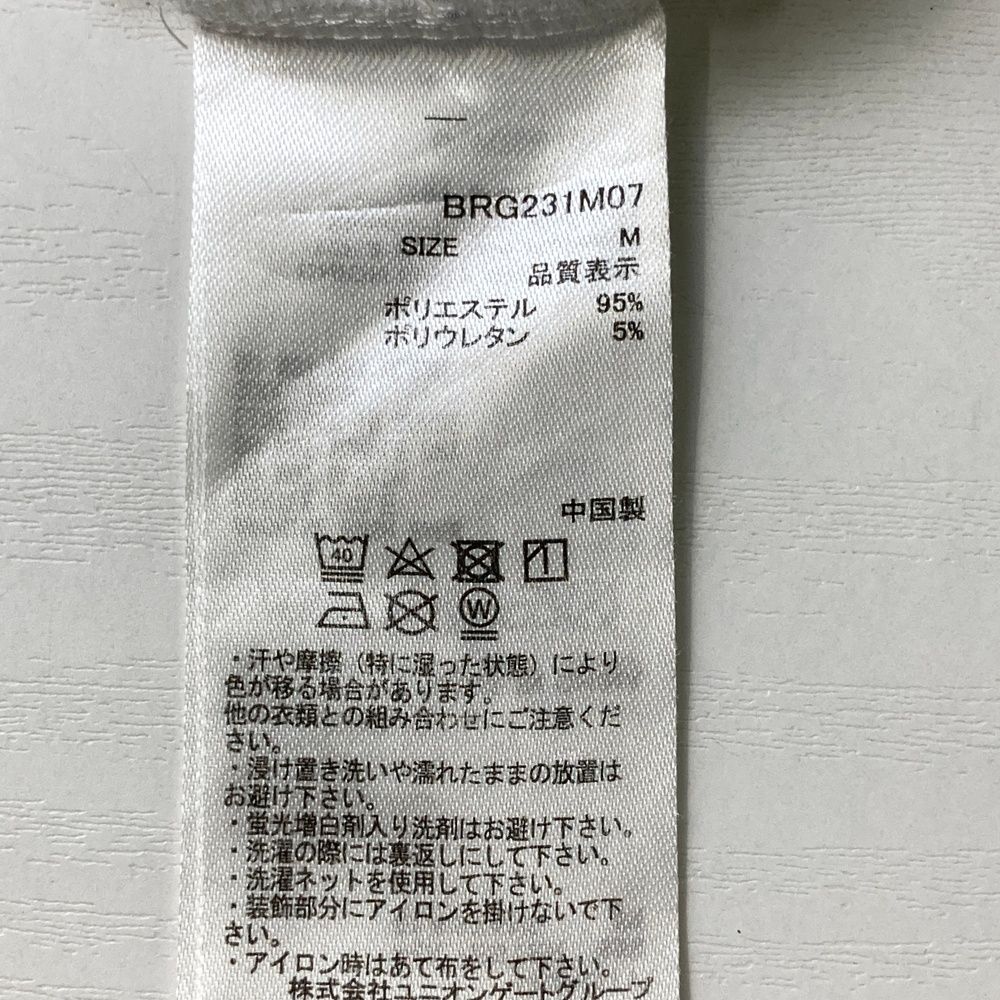 BRG231M07
SIZE M
品質表示
ポリエステル 95%
ポリウレタン 5%
中国製
40
W
・汗や摩擦（特に湿った状態）により
色が移る場合があります。
他の衣類との組み合わせにご注意くだ
さい。
・浸け置き洗いや濡れたままの放置は
お避け下さい。
・蛍光増白剤入り洗剤はお避け下さい。
・洗濯の際には裏返しにして下さい。
・洗濯ネットを使用して下さい。
・装飾部分にアイロンを掛けないで下
さい。
・アイロン時はあて布をして下さい。
株式会社ユニオンゲートグループ